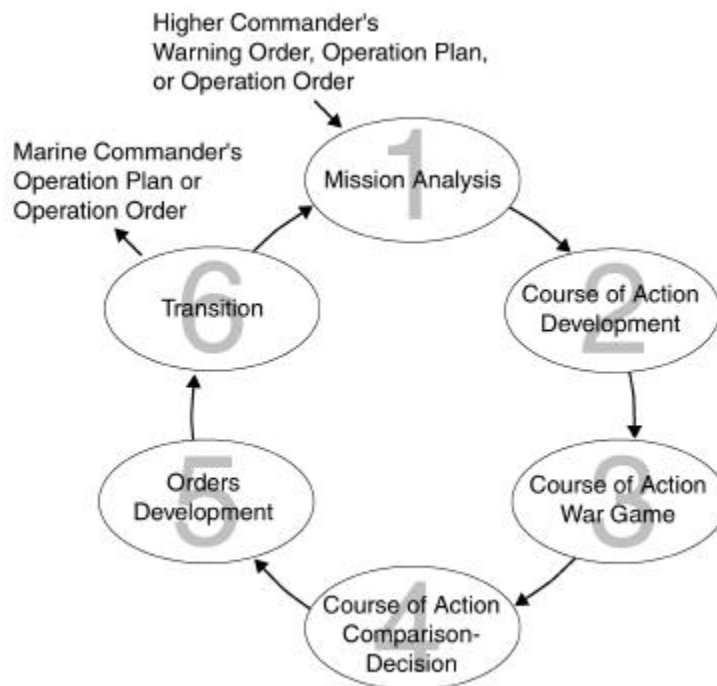 Higher Commander's
Warning Order, Operation Plan,
or Operation Order
Marine Commander's
Operation Plan or
Operation Order
1
Mission Analysis
2
Course of Action
Development
3
Course of Action
War Game
4
Course of Action
Comparison-
Decision
5
Orders
Development
6
Transition